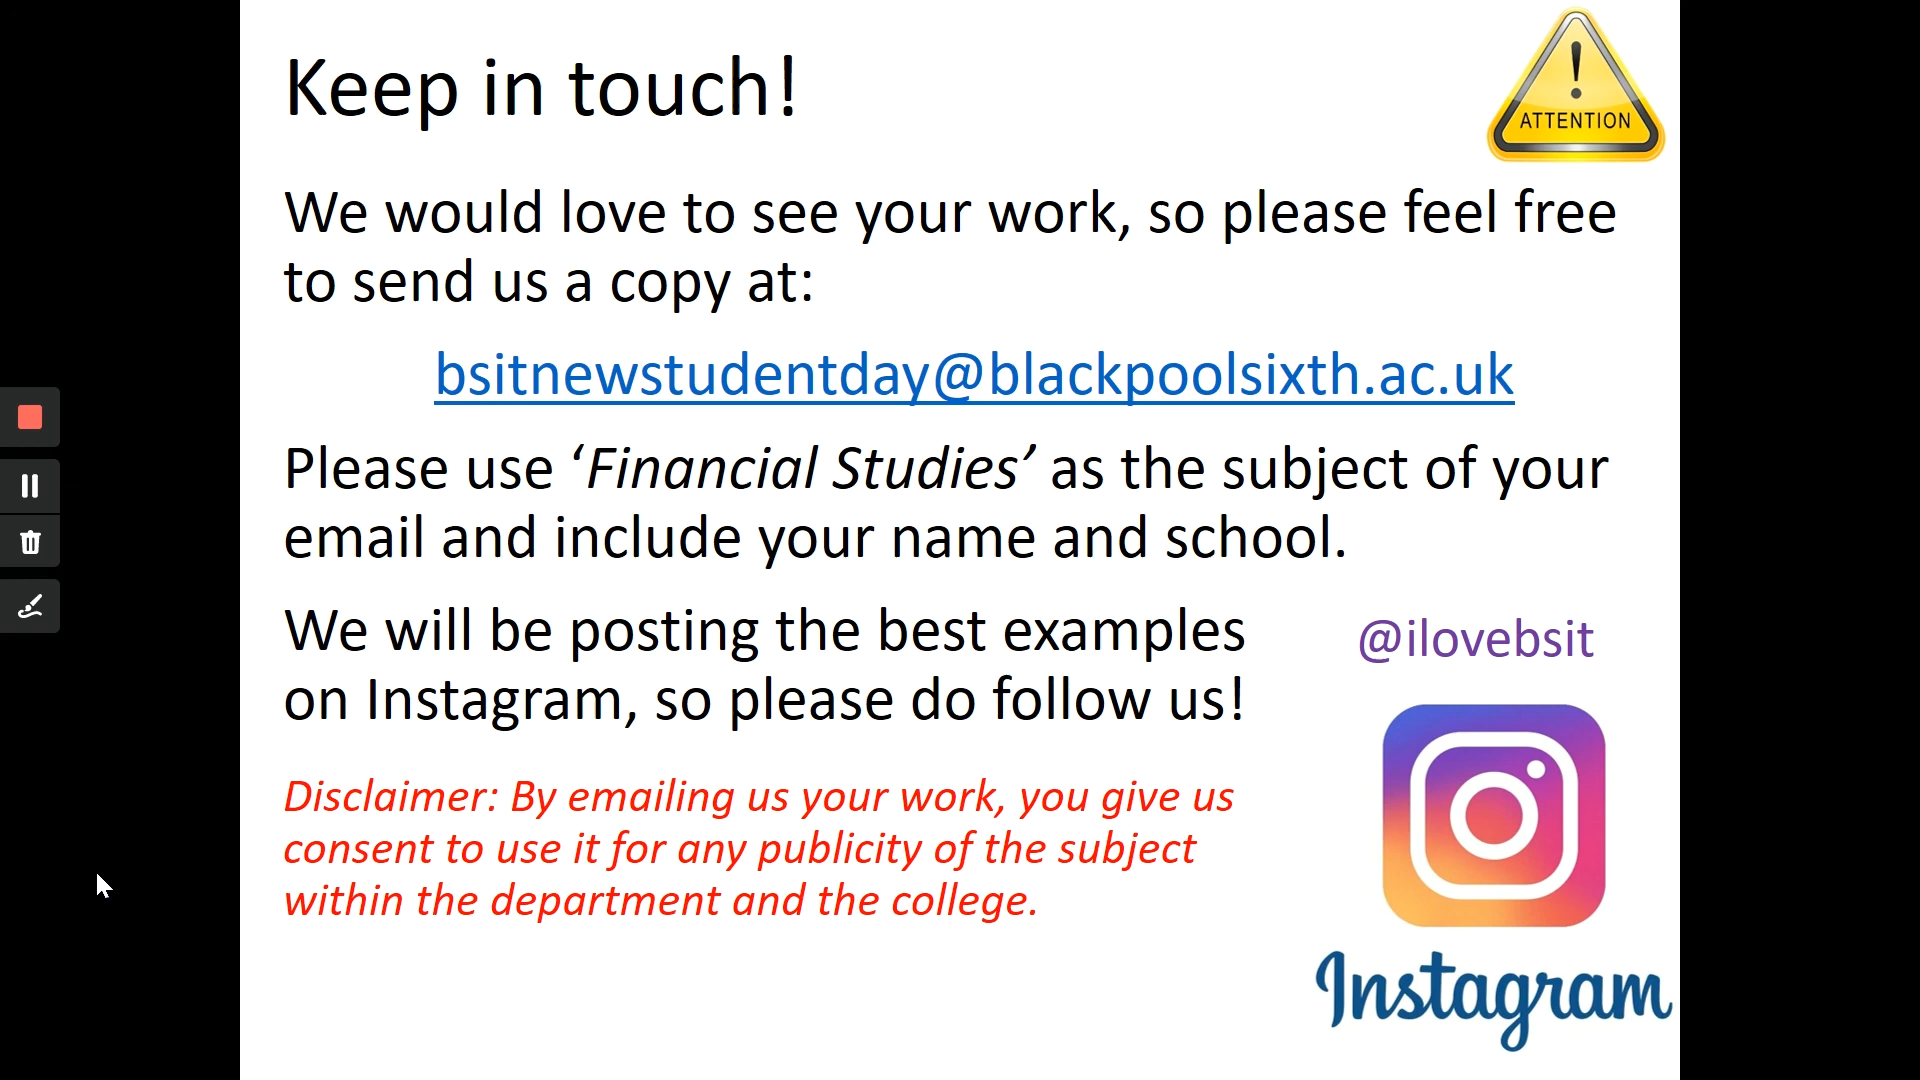 Keep in touch!
ATTENTION
We would love to see your work, so please feel free
to send us a copy at:
bsitnewstudentday@blackpoolsixth.ac.uk
Please use ‘Financial Studies’ as the subject of your
email and include your name and school.
We will be posting the best examples
on Instagram, so please do follow us!
@ilovebsit
Disclaimer: By emailing us your work, you give us
consent to use it for any publicity of the subject
within the department and the college.
Instagram